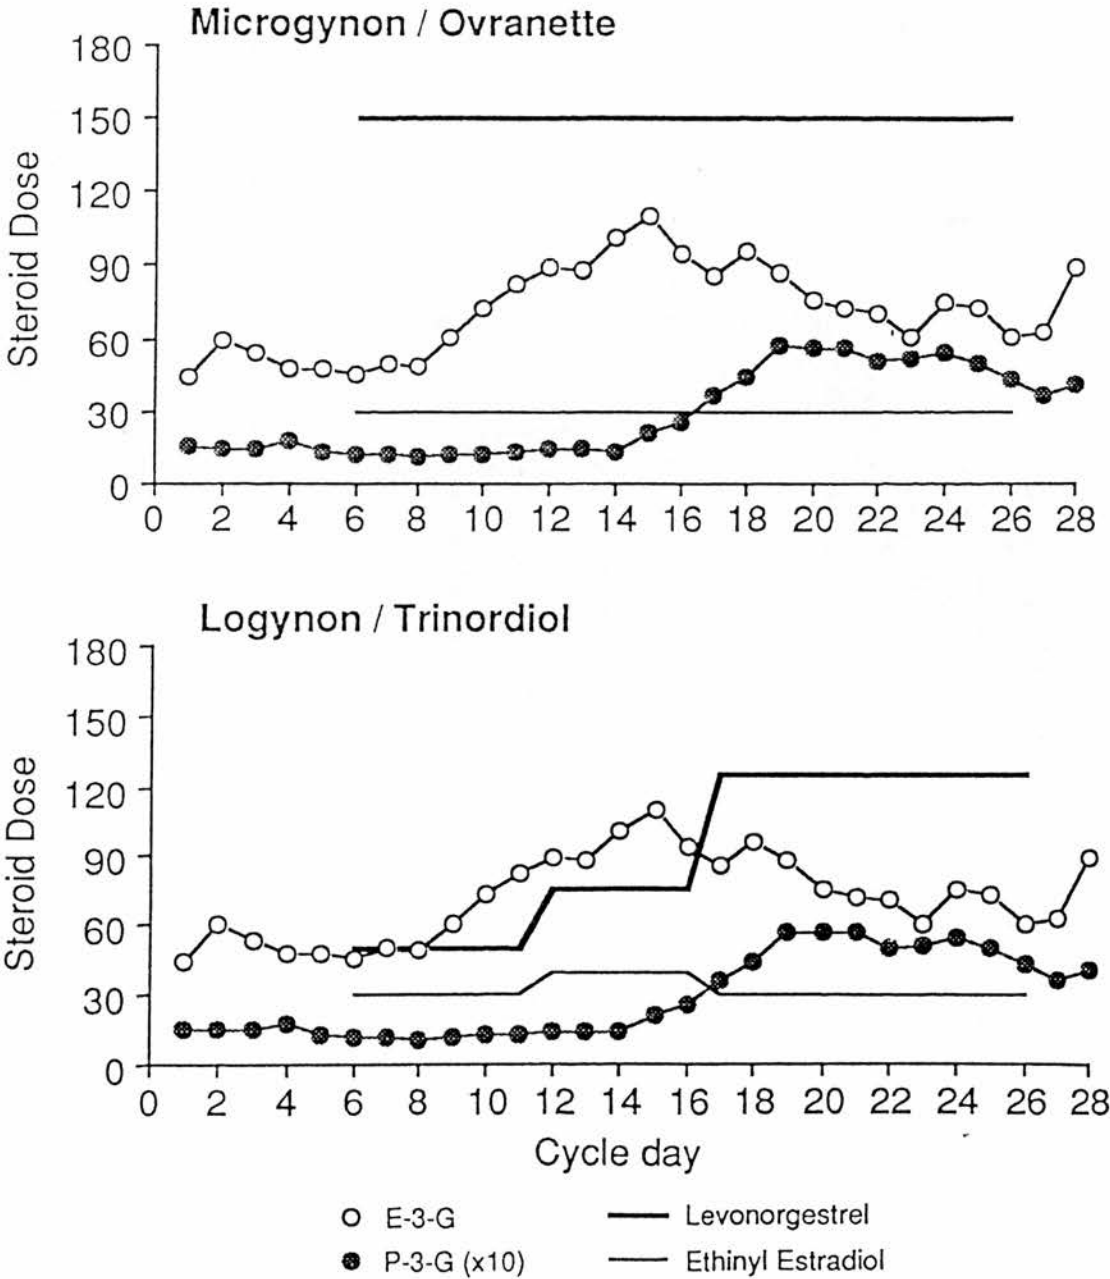 Microgynon / Ovranette
180
150
120
90
60
30
0
Steroid Dose
0 2 4 6 8 10 12 14 16 18 20 22 24 26 28
Logynon / Trinordiol
180
150
120
90
60
30
0
Steroid Dose
0 2 4 6 8 10 12 14 16 18 20 22 24 26 28
Cycle day
E-3-G
Levonorgestrel
P-3-G (x10)
Ethinyl Estradiol